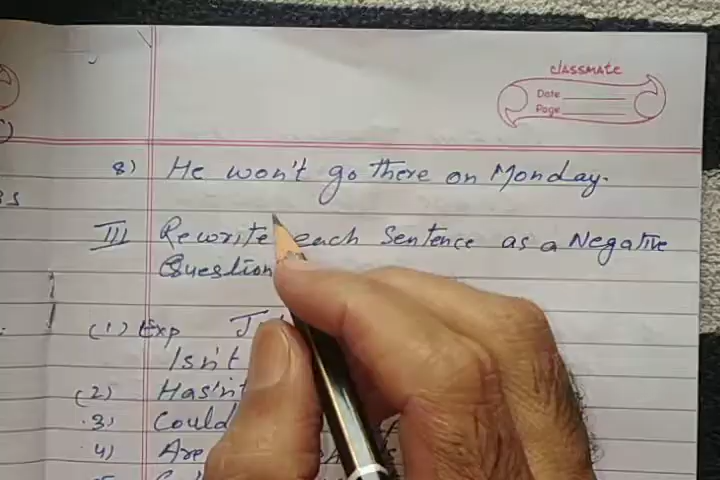 classmate
Date
Page
8) He won't go there on Monday.
III Rewrite each Sentence as a Negative
Question
(1) Exp
Isn't
(2) Hasn't
3) Could
4) Are